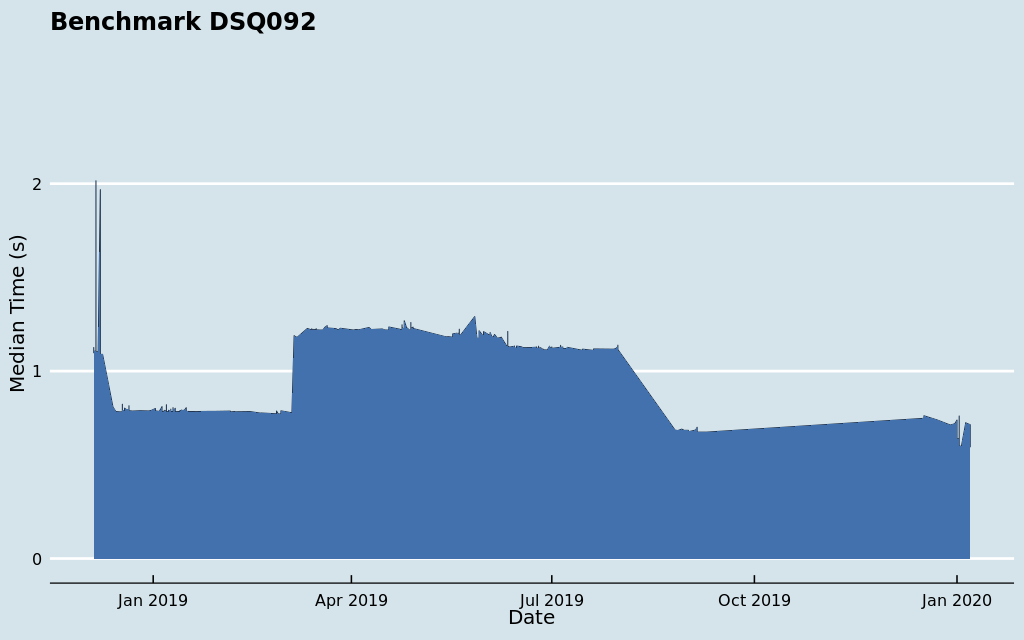 Benchmark DSQ092
Median Time (s)
2
1
0
Jan 2019
Apr 2019
Jul 2019
Oct 2019
Jan 2020
Date